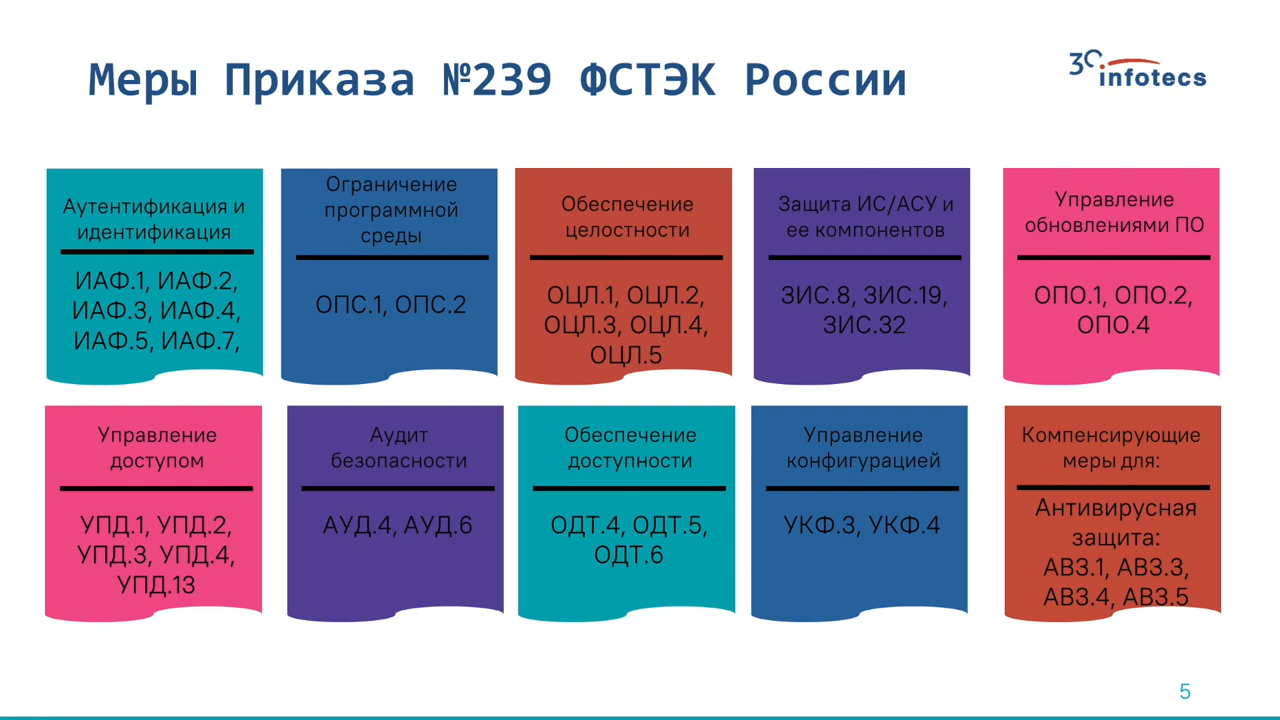 Меры Приказа №239 ФСТЭК России
30 infotecs
Аутентификация и
идентификация
ИАФ.1, ИАФ.2,
ИАФ.3, ИАФ.4,
ИАФ.5, ИАФ.7,
Ограничение
программной
среды
ОПС.1, ОПС.2
Обеспечение
целостности
ОЦЛ.1, ОЦЛ.2,
ОЦЛ.3, ОЦЛ.4,
ОЦЛ.5
Защита ИС/АСУ и
ее компонентов
ЗИС.8, ЗИС.19,
ЗИС.32
Управление
обновлениями ПО
ОПО.1, ОПО.2,
ОПО.4
Управление
доступом
УПД.1, УПД.2,
УПД.3, УПД.4,
УПД.13
Аудит
безопасности
АУД.4, АУД.6
Обеспечение
доступности
ОДТ.4, ОДТ.5,
ОДТ.6
Управление
конфигурацией
УКФ.3, УКФ.4
Компенсирующие
меры для:
Антивирусная
защита:
АВЗ.1, АВЗ.3,
АВЗ.4, АВЗ.5
5